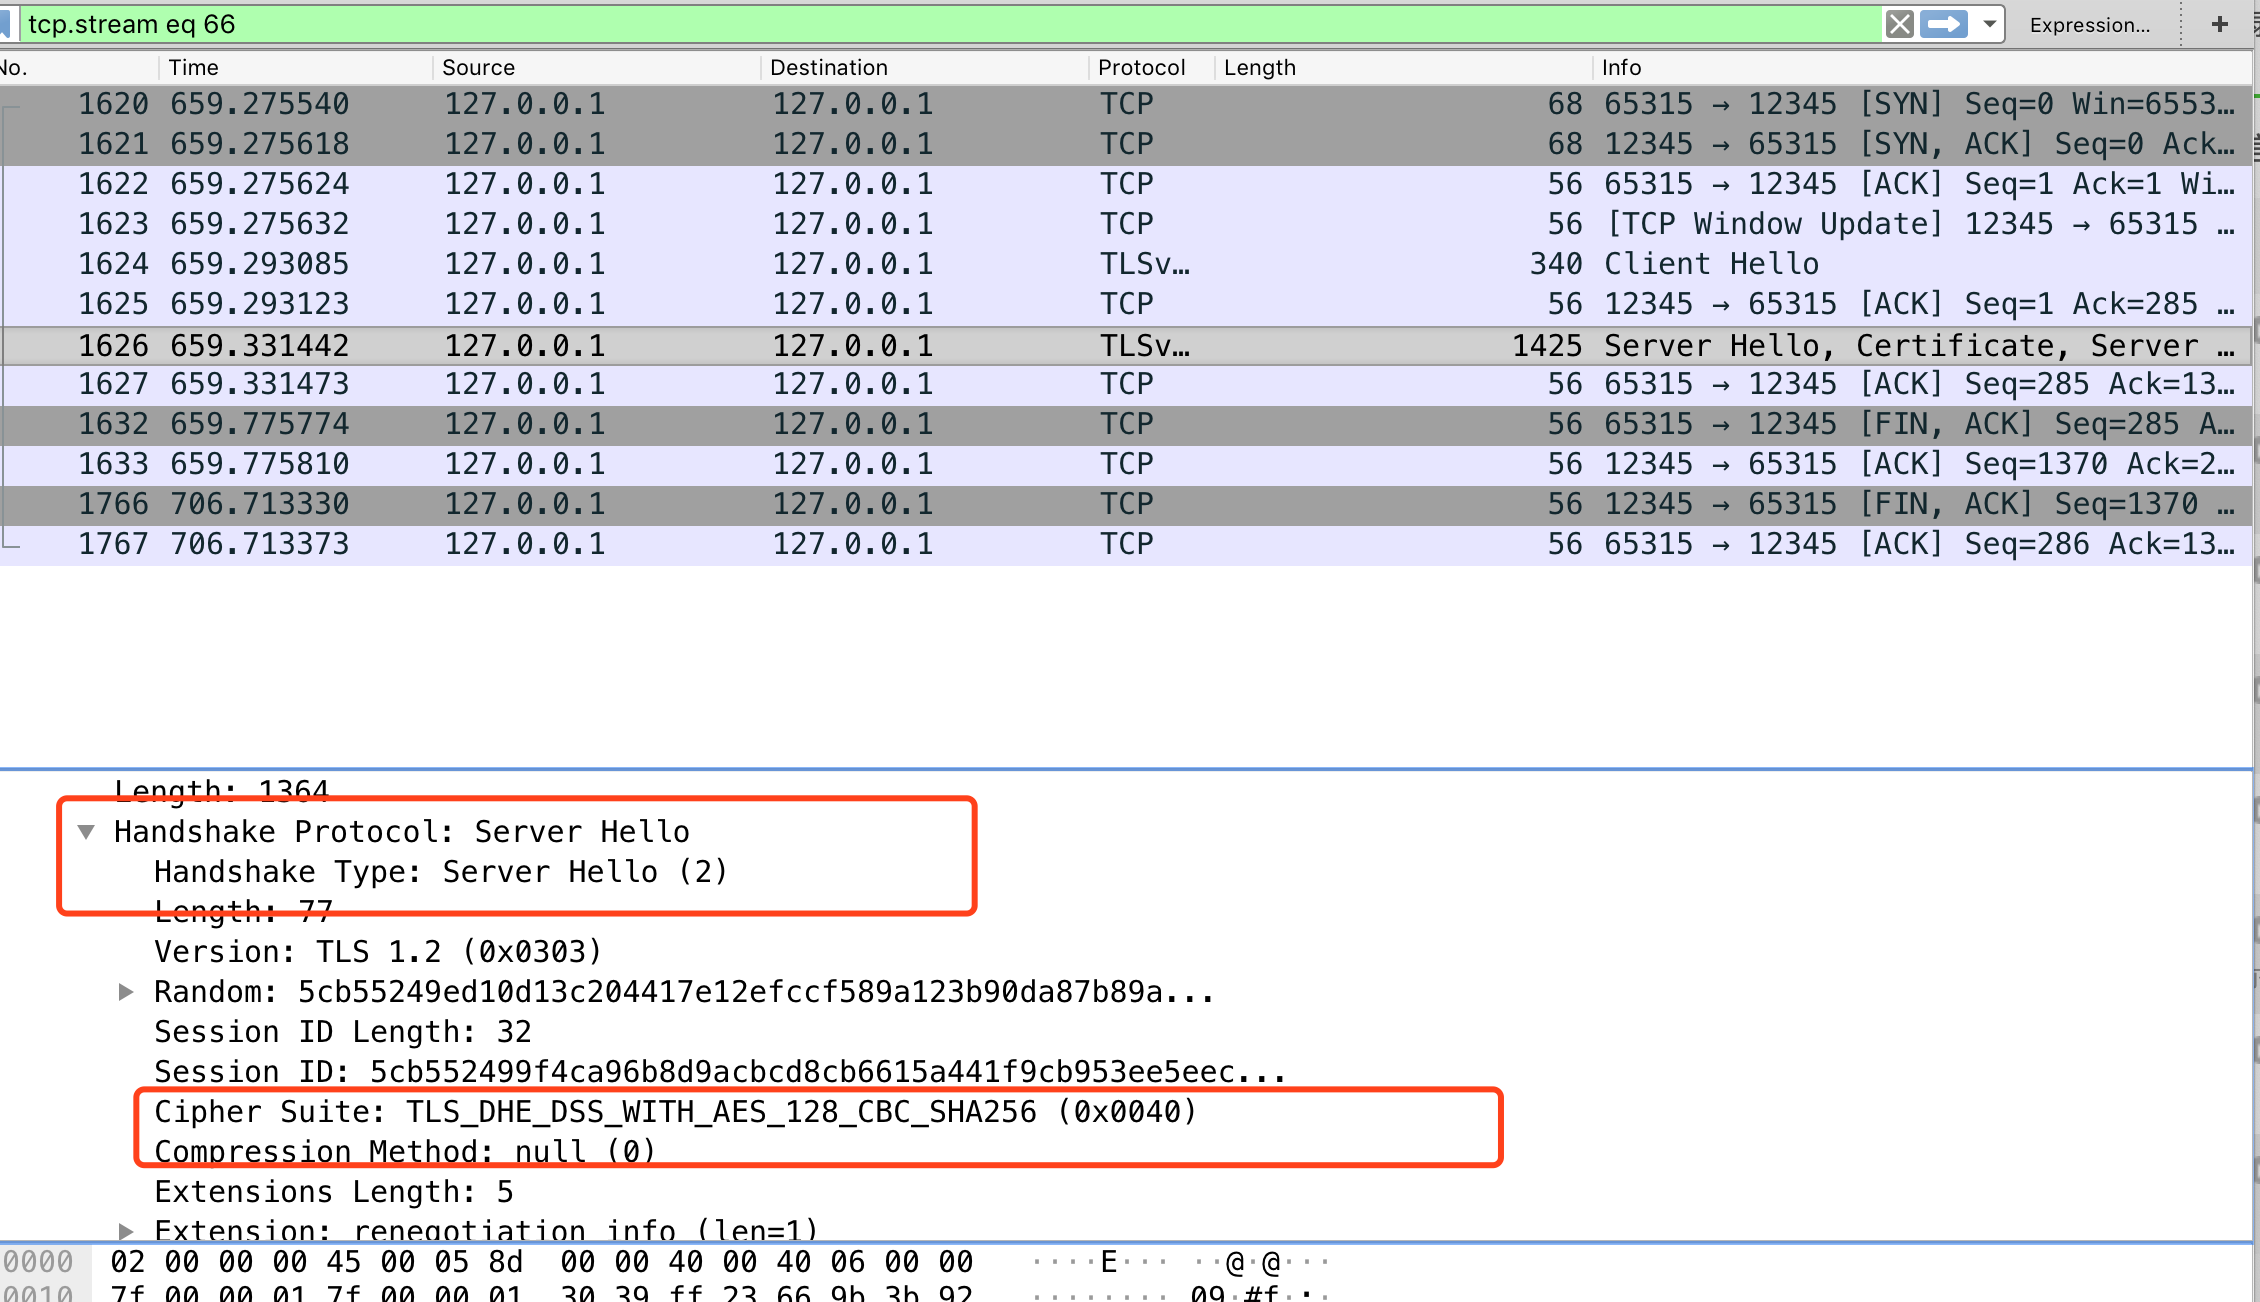 tcp.stream eq 66 Expression... +
No. Time Source Destination Protocol Length Info
1620 659.275540 127.0.0.1 127.0.0.1 TCP 68 65315 → 12345 [SYN] Seq=0 Win=6553…
1621 659.275618 127.0.0.1 127.0.0.1 TCP 68 12345 → 65315 [SYN, ACK] Seq=0 Ack…
1622 659.275624 127.0.0.1 127.0.0.1 TCP 56 65315 → 12345 [ACK] Seq=1 Ack=1 Wi…
1623 659.275632 127.0.0.1 127.0.0.1 TCP 56 [TCP Window Update] 12345 → 65315 …
1624 659.293085 127.0.0.1 127.0.0.1 TLSv… 340 Client Hello
1625 659.293123 127.0.0.1 127.0.0.1 TCP 56 12345 → 65315 [ACK] Seq=1 Ack=285 …
1626 659.331442 127.0.0.1 127.0.0.1 TLSv… 1425 Server Hello, Certificate, Server …
1627 659.331473 127.0.0.1 127.0.0.1 TCP 56 65315 → 12345 [ACK] Seq=285 Ack=13…
1632 659.775774 127.0.0.1 127.0.0.1 TCP 56 65315 → 12345 [FIN, ACK] Seq=285 A…
1633 659.775810 127.0.0.1 127.0.0.1 TCP 56 12345 → 65315 [ACK] Seq=1370 Ack=2…
1766 706.713330 127.0.0.1 127.0.0.1 TCP 56 12345 → 65315 [FIN, ACK] Seq=1370 …
1767 706.713373 127.0.0.1 127.0.0.1 TCP 56 65315 → 12345 [ACK] Seq=286 Ack=13…
Length: 1364
Handshake Protocol: Server Hello
Handshake Type: Server Hello (2)
Length: 77
Version: TLS 1.2 (0x0303)
Random: 5cb55249ed10d13c204417e12efccf589a123b90da87b89a...
Session ID Length: 32
Session ID: 5cb552499f4ca96b8d9acbcd8cb6615a441f9cb953ee5eec...
Cipher Suite: TLS_DHE_DSS_WITH_AES_128_CBC_SHA256 (0x0040)
Compression Method: null (0)
Extensions Length: 5
Extension: renegotiation_info (len=1)
0000 02 00 00 00 45 00 05 8d 00 00 40 00 40 06 00 00 ····E··· ··@·@···
0010 7f 00 00 01 7f 00 00 01 30 39 ff 23 66 9b 3b 92 ········ 09·#f·;·